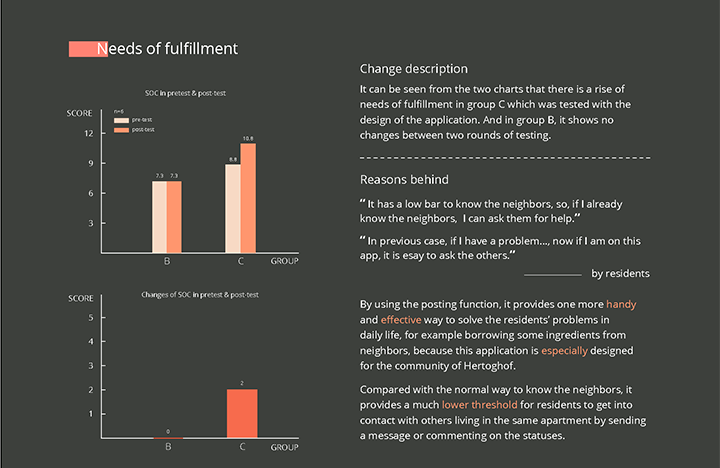 Needs of fulfillment
SOC in pretest & post-test
SCORE
n=6
pre-test
post-test
12
9
6
3
7.3
7.3
8.8
10.8
B
C
GROUP
Changes of SOC in pretest & post-test
SCORE
5
4
3
2
1
0
2
B
C
GROUP
Change description
It can be seen from the two charts that there is a rise of
needs of fulfillment in group C which was tested with the
design of the application. And in group B, it shows no
changes between two rounds of testing.
Reasons behind
“ It has a low bar to know the neighbors, so, if I already
know the neighbors, I can ask them for help.”
“ In previous case, if I have a problem..., now if I am on this
app, it is esay to ask the others.“
by residents
By using the posting function, it provides one more handy
and effective way to solve the residents’ problems in
daily life, for example borrowing some ingredients from
neighbors, because this application is especially designed
for the community of Hertoghof.
Compared with the normal way to know the neighbors, it
provides a much lower threshold for residents to get into
contact with others living in the same apartment by sending
a message or commenting on the statuses.